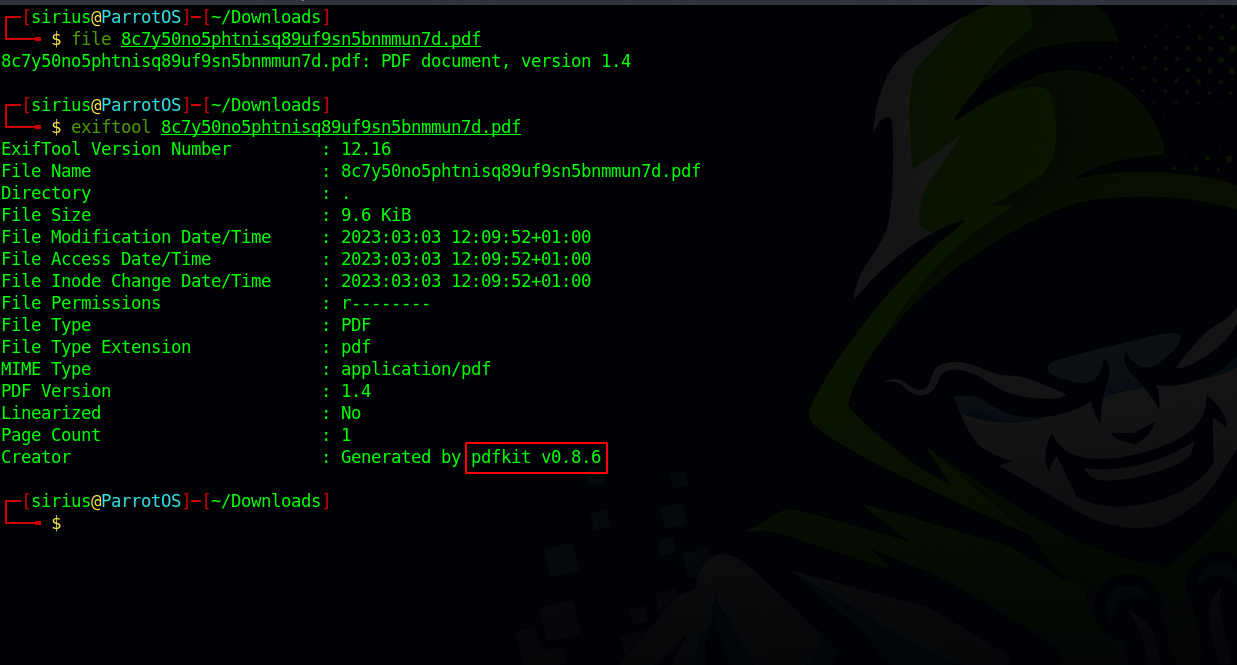 ┌─[sirius@ParrotOS]─[~/Downloads]
└──╼ $ file 8c7y50no5phtnisq89uf9sn5bnmmun7d.pdf
8c7y50no5phtnisq89uf9sn5bnmmun7d.pdf: PDF document, version 1.4
┌─[sirius@ParrotOS]─[~/Downloads]
└──╼ $ exiftool 8c7y50no5phtnisq89uf9sn5bnmmun7d.pdf
ExifTool Version Number : 12.16
File Name : 8c7y50no5phtnisq89uf9sn5bnmmun7d.pdf
Directory : .
File Size : 9.6 KiB
File Modification Date/Time : 2023:03:03 12:09:52+01:00
File Access Date/Time : 2023:03:03 12:09:52+01:00
File Inode Change Date/Time : 2023:03:03 12:09:52+01:00
File Permissions : r--------
File Type : PDF
File Type Extension : pdf
MIME Type : application/pdf
PDF Version : 1.4
Linearized : No
Page Count : 1
Creator : Generated by pdfkit v0.8.6
┌─[sirius@ParrotOS]─[~/Downloads]
└──╼ $